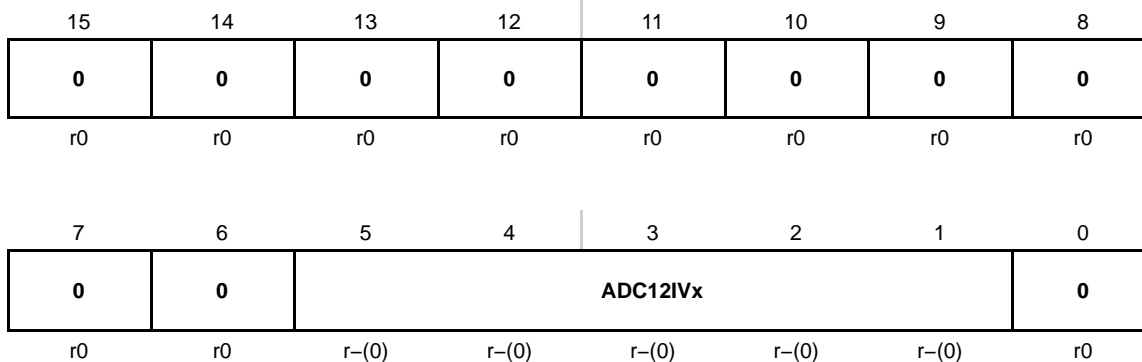 15 14 13 12 11 10 9 8
0 0 0 0 0 0 0 0
r0 r0 r0 r0 r0 r0 r0 r0
7 6 5 4 3 2 1 0
0 0 ADC12IVx 0
r0 r0 r−(0) r−(0) r−(0) r−(0) r−(0) r0